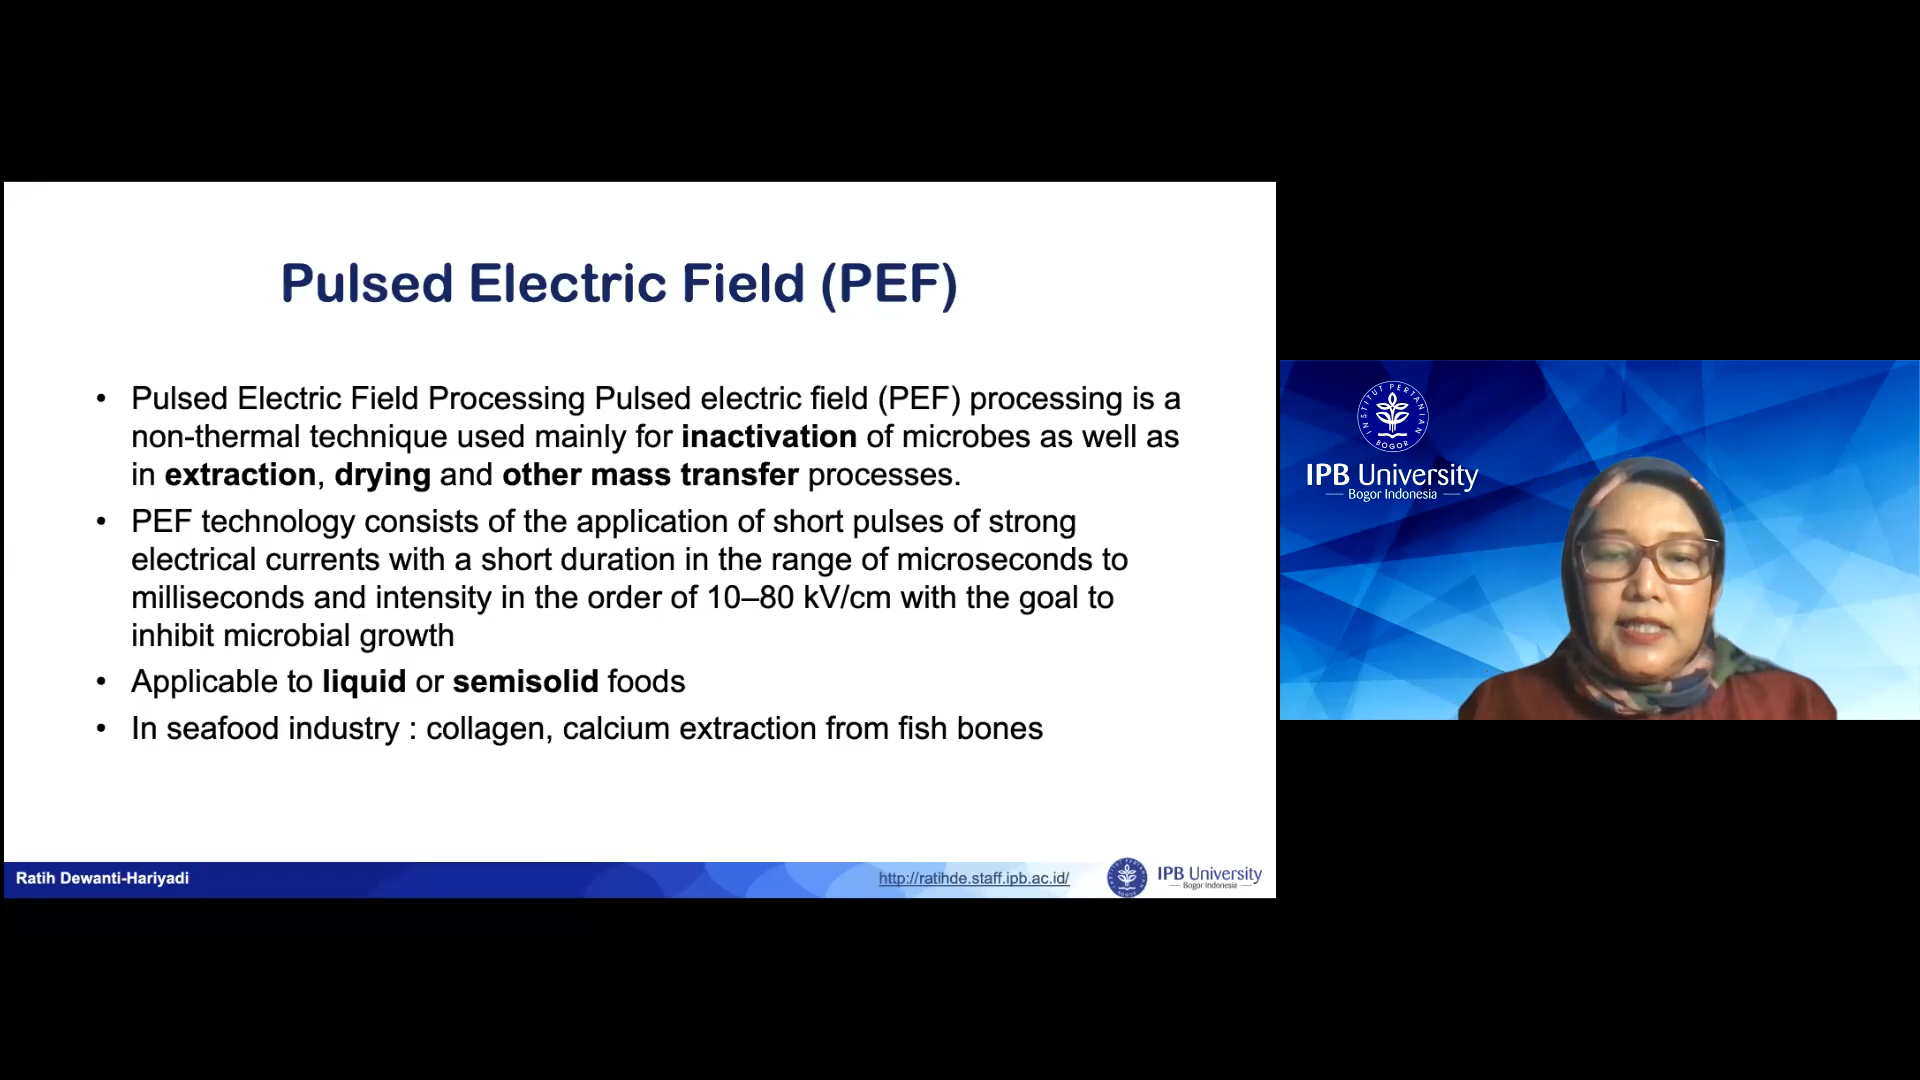 Pulsed Electric Field (PEF)
• Pulsed Electric Field Processing Pulsed electric field (PEF) processing is a
non-thermal technique used mainly for inactivation of microbes as well as
in extraction, drying and other mass transfer processes.
• PEF technology consists of the application of short pulses of strong
electrical currents with a short duration in the range of microseconds to
milliseconds and intensity in the order of 10–80 kV/cm with the goal to
inhibit microbial growth
• Applicable to liquid or semisolid foods
• In seafood industry : collagen, calcium extraction from fish bones
Ratih Dewanti-Hariyadi
http://ratihde.staff.ipb.ac.id/
IPB University
Bogor Indonesia
INSTITUT PERTANIAN
BOGOR
IPB University
Bogor Indonesia